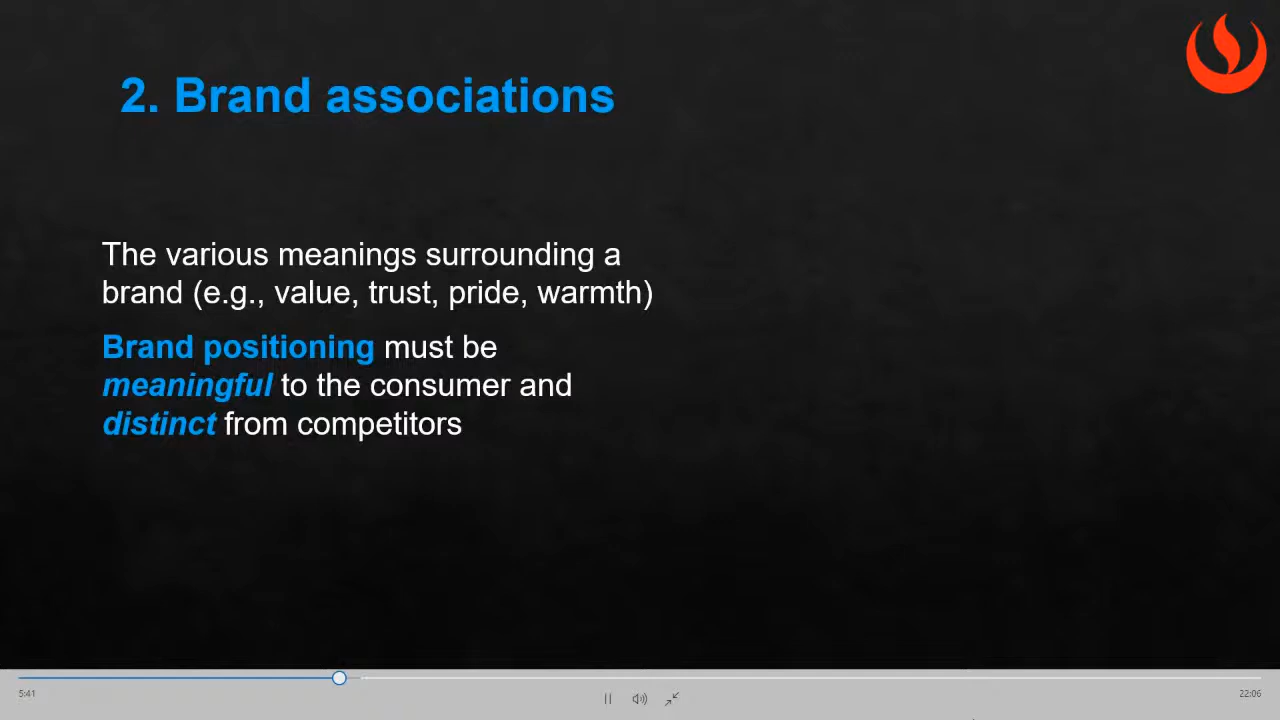 2. Brand associations
The various meanings surrounding a
brand (e.g., value, trust, pride, warmth)
Brand positioning must be
meaningful to the consumer and
distinct from competitors
5:41
22:06